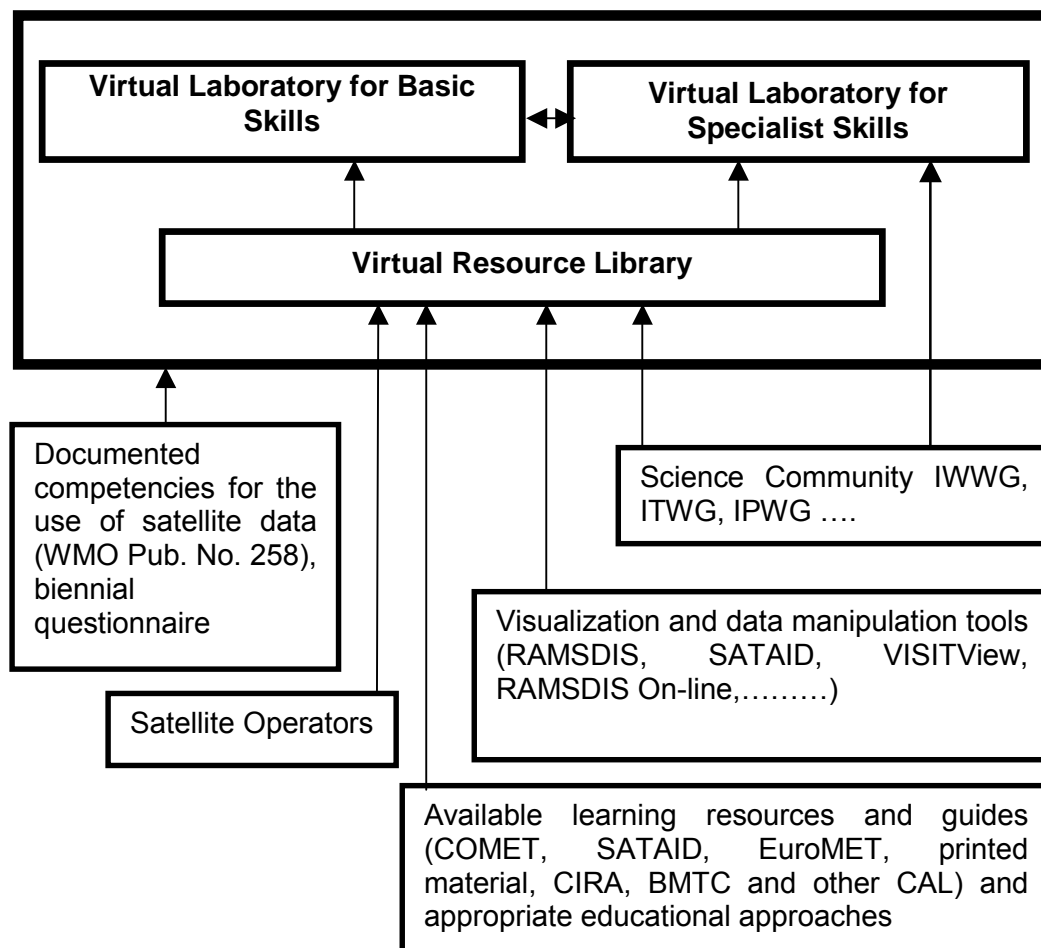 Virtual Laboratory for Basic
Skills
Virtual Laboratory for
Specialist Skills
Virtual Resource Library
Documented
competencies for the
use of satellite data
(WMO Pub. No. 258),
biennial
questionnaire
Science Community IWWG,
ITWG, IPWG ….
Visualization and data manipulation tools
(RAMSDIS, SATAID, VISITView,
RAMSDIS On-line,………)
Satellite Operators
Available learning resources and guides
(COMET, SATAID, EuroMET, printed
material, CIRA, BMTC and other CAL) and
appropriate educational approaches